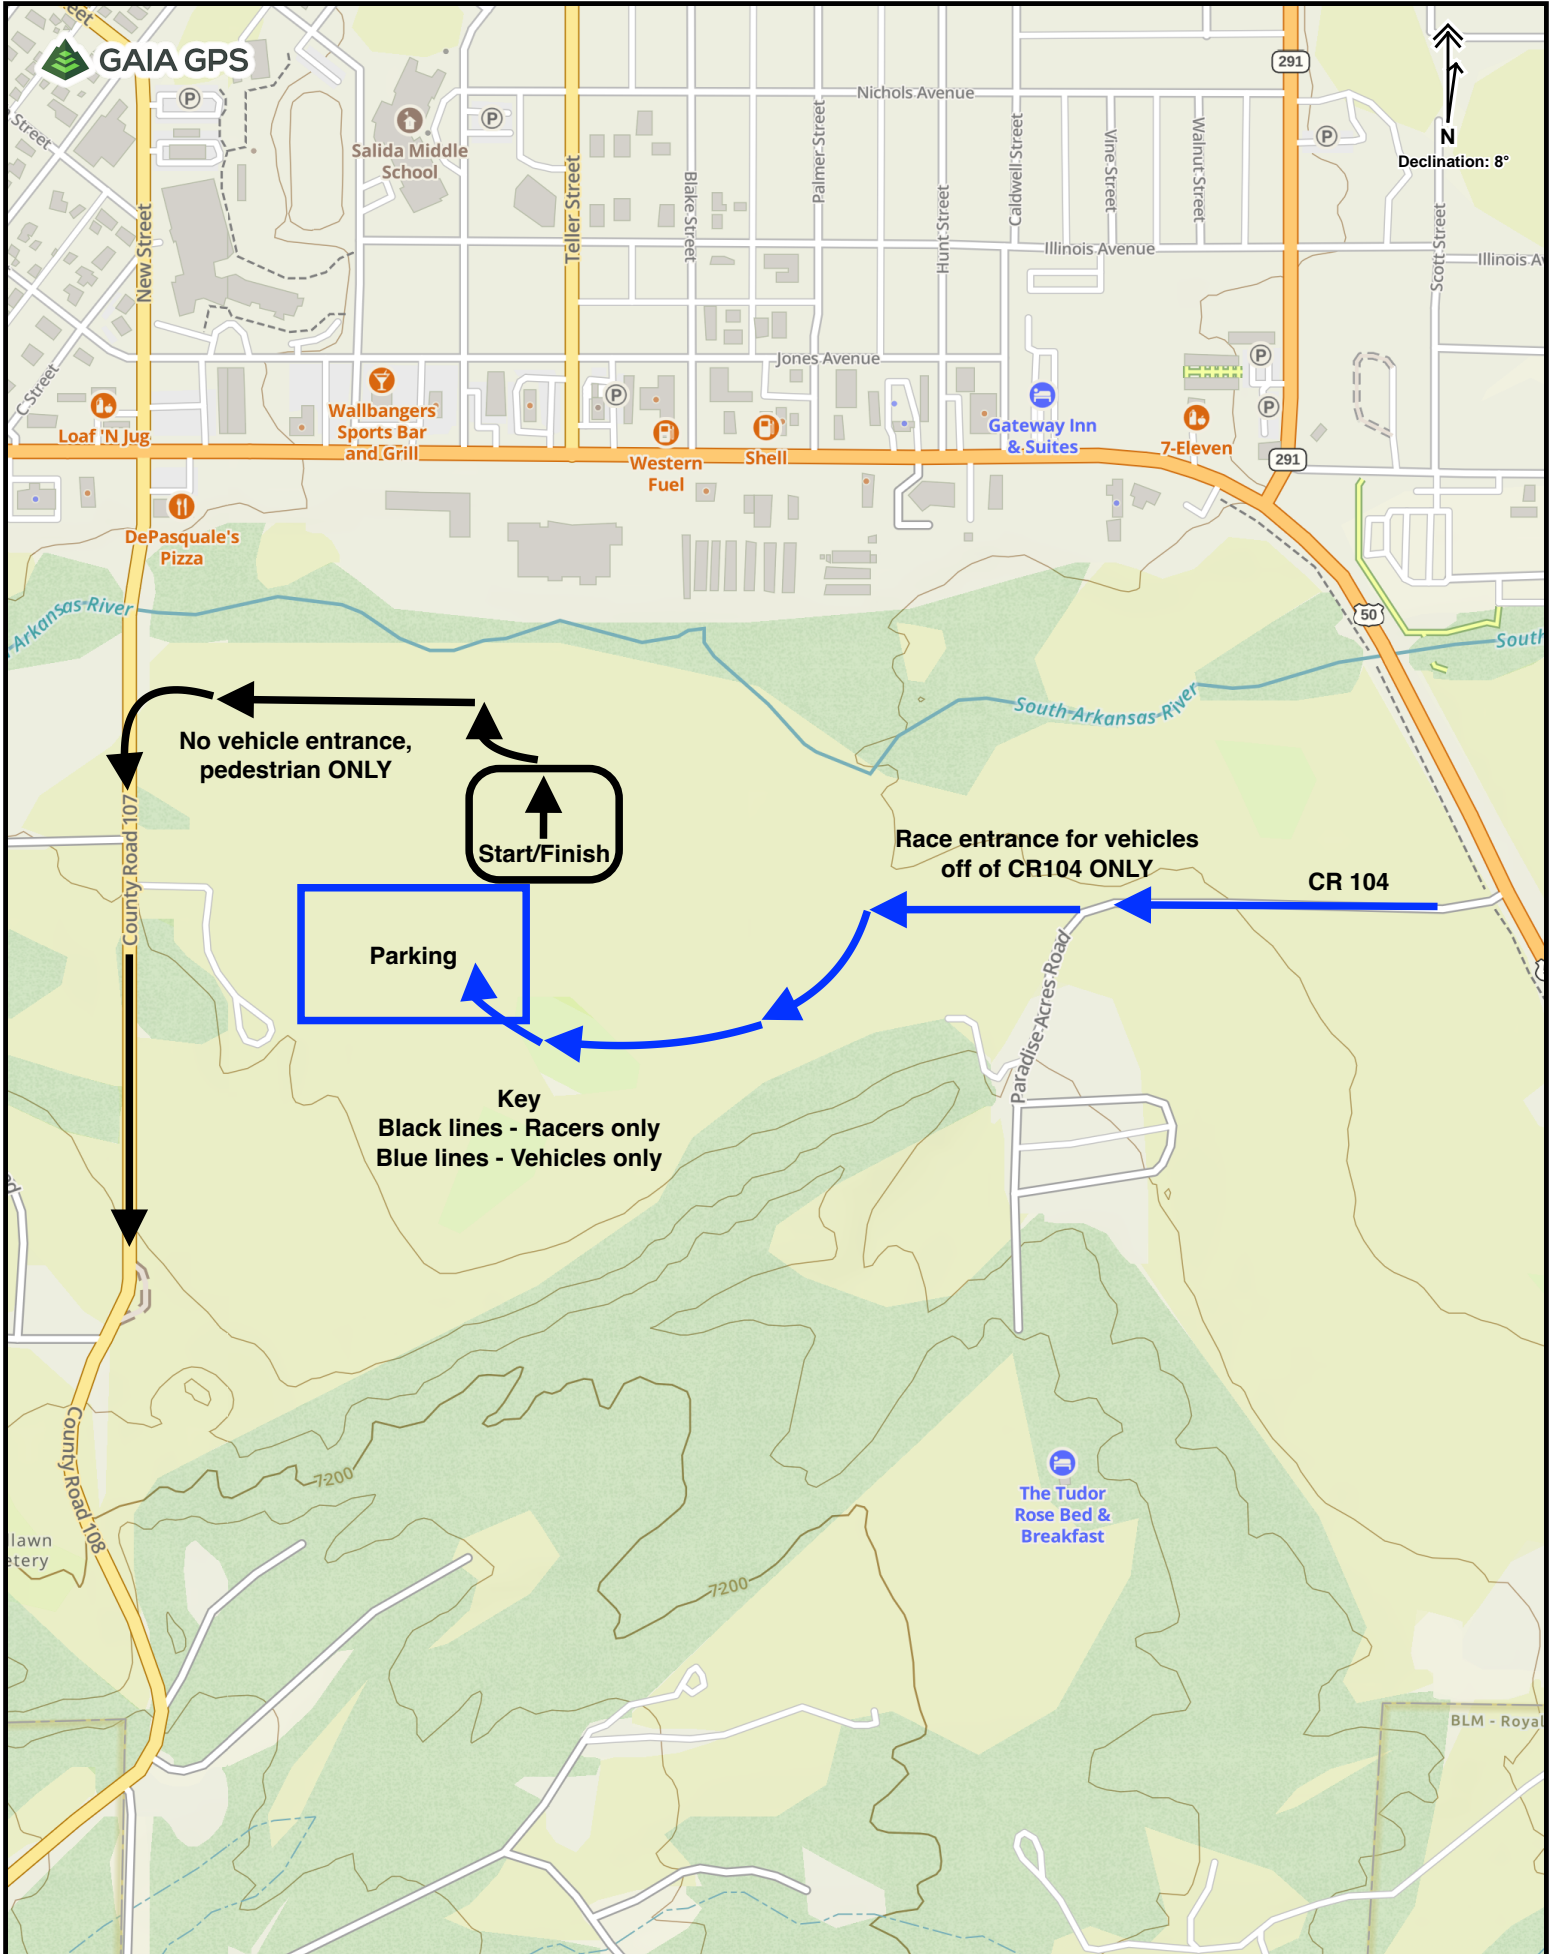 GAIA GPS
291
N
Declination: 8°
Nichols Avenue
Salida Middle
School
Street
New Street
Teller Street
Blake Street
Palmer Street
Hunt Street
Caldwell Street
Vine Street
Walnut Street
Scott Street
Illinois Avenue
Illinois Av
Jones Avenue
C Street
P
P
P
P
P
P
Loaf 'N Jug
Wallbangers
Sports Bar
and Grill
Western
Fuel
Shell
Gateway Inn
& Suites
7-Eleven
291
DePasquale's
Pizza
50
Arkansas River
South Arkansas River
South
No vehicle entrance,
pedestrian ONLY
Start/Finish
County Road 107
Race entrance for vehicles
off of CR104 ONLY
CR 104
Parking
Paradise Acres Road
Key
Black lines - Racers only
Blue lines - Vehicles only
County Road 108
7200
7200
The Tudor
Rose Bed &
Breakfast
lawn
etery
BLM - Royal